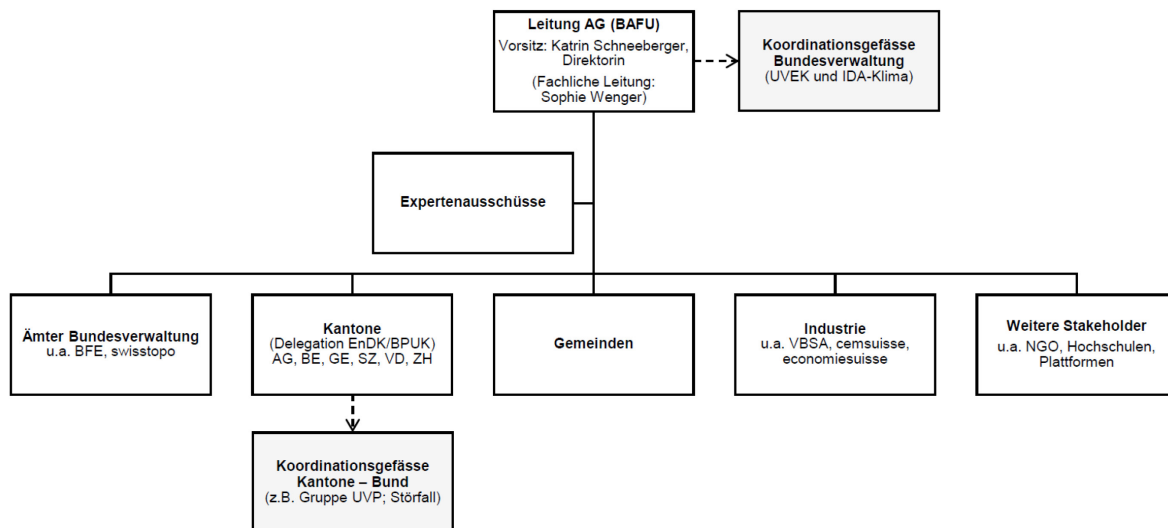 Leitung AG (BAFU)
Vorsitz: Katrin Schneeberger,
Direktorin
(Fachliche Leitung:
Sophie Wenger)
Koordinationsgefässe
Bundesverwaltung
(UVEK und IDA-Klima)
Expertenausschüsse
Ämter Bundesverwaltung
u.a. BFE, swisstopo
Kantone
(Delegation EnDK/BPUK)
AG, BE, GE, SZ, VD, ZH
Gemeinden
Industrie
u.a. VBSA, cemsuisse,
economiesuisse
Weitere Stakeholder
u.a. NGO, Hochschulen,
Plattformen
Koordinationsgefässe
Kantone – Bund
(z.B. Gruppe UVP; Störfall)